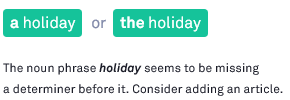 a holiday or the holiday
The noun phrase holiday seems to be missing
a determiner before it. Consider adding an article.